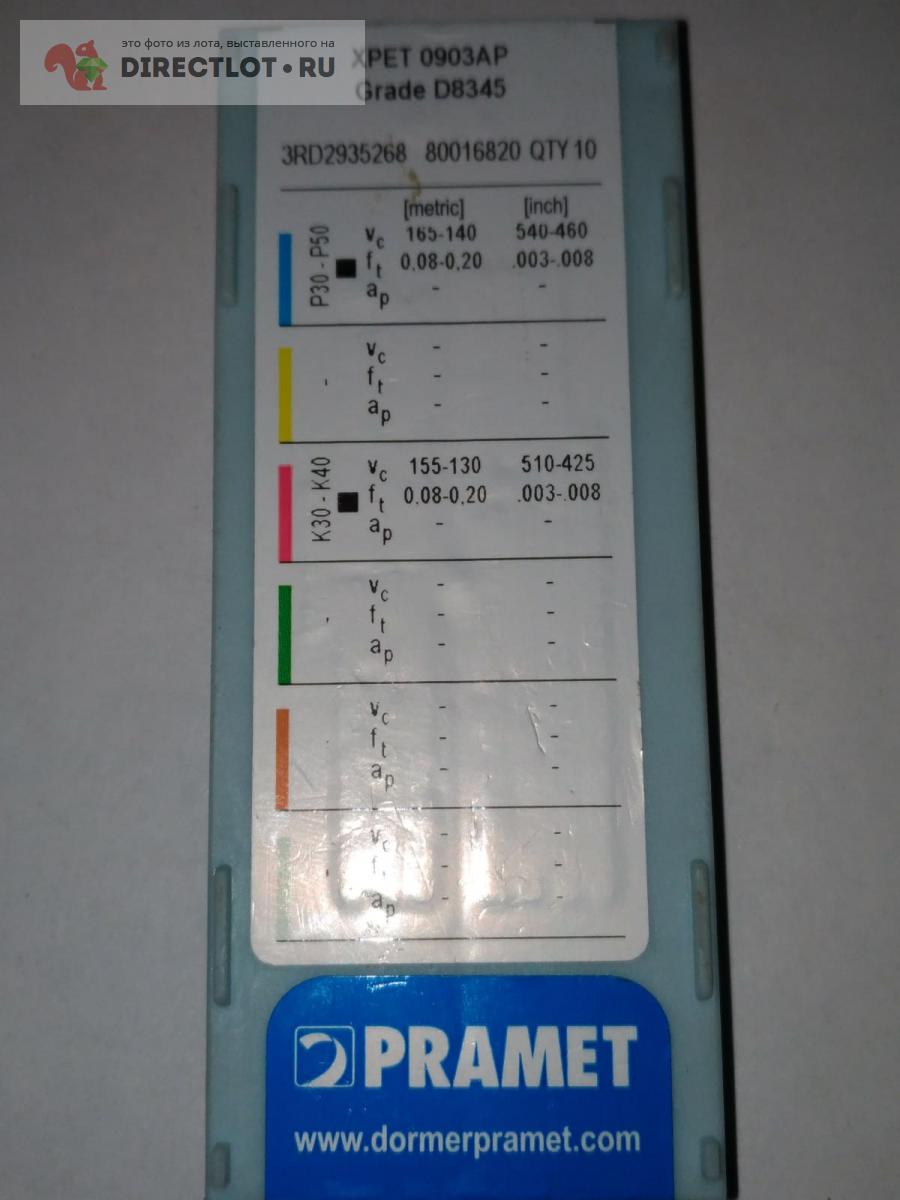 это фото из лота, выставленного на
DIRECTLOT.RU
XPET 0903AP
Grade D8345
3RD2935268 80016820 QTY 10
[metric] [inch]
P30 - P50
vc 165-140 540-460
ft 0,08-0,20 .003-.008
ap - -
vc - -
ft - -
ap - -
K30 - K40
vc 155-130 510-425
ft 0,08-0,20 .003-.008
ap - -
vc - -
ft - -
ap - -
vc - -
ft - -
ap - -
vc - -
f - -
ap - -
PRAMET
www.dormerpramet.com